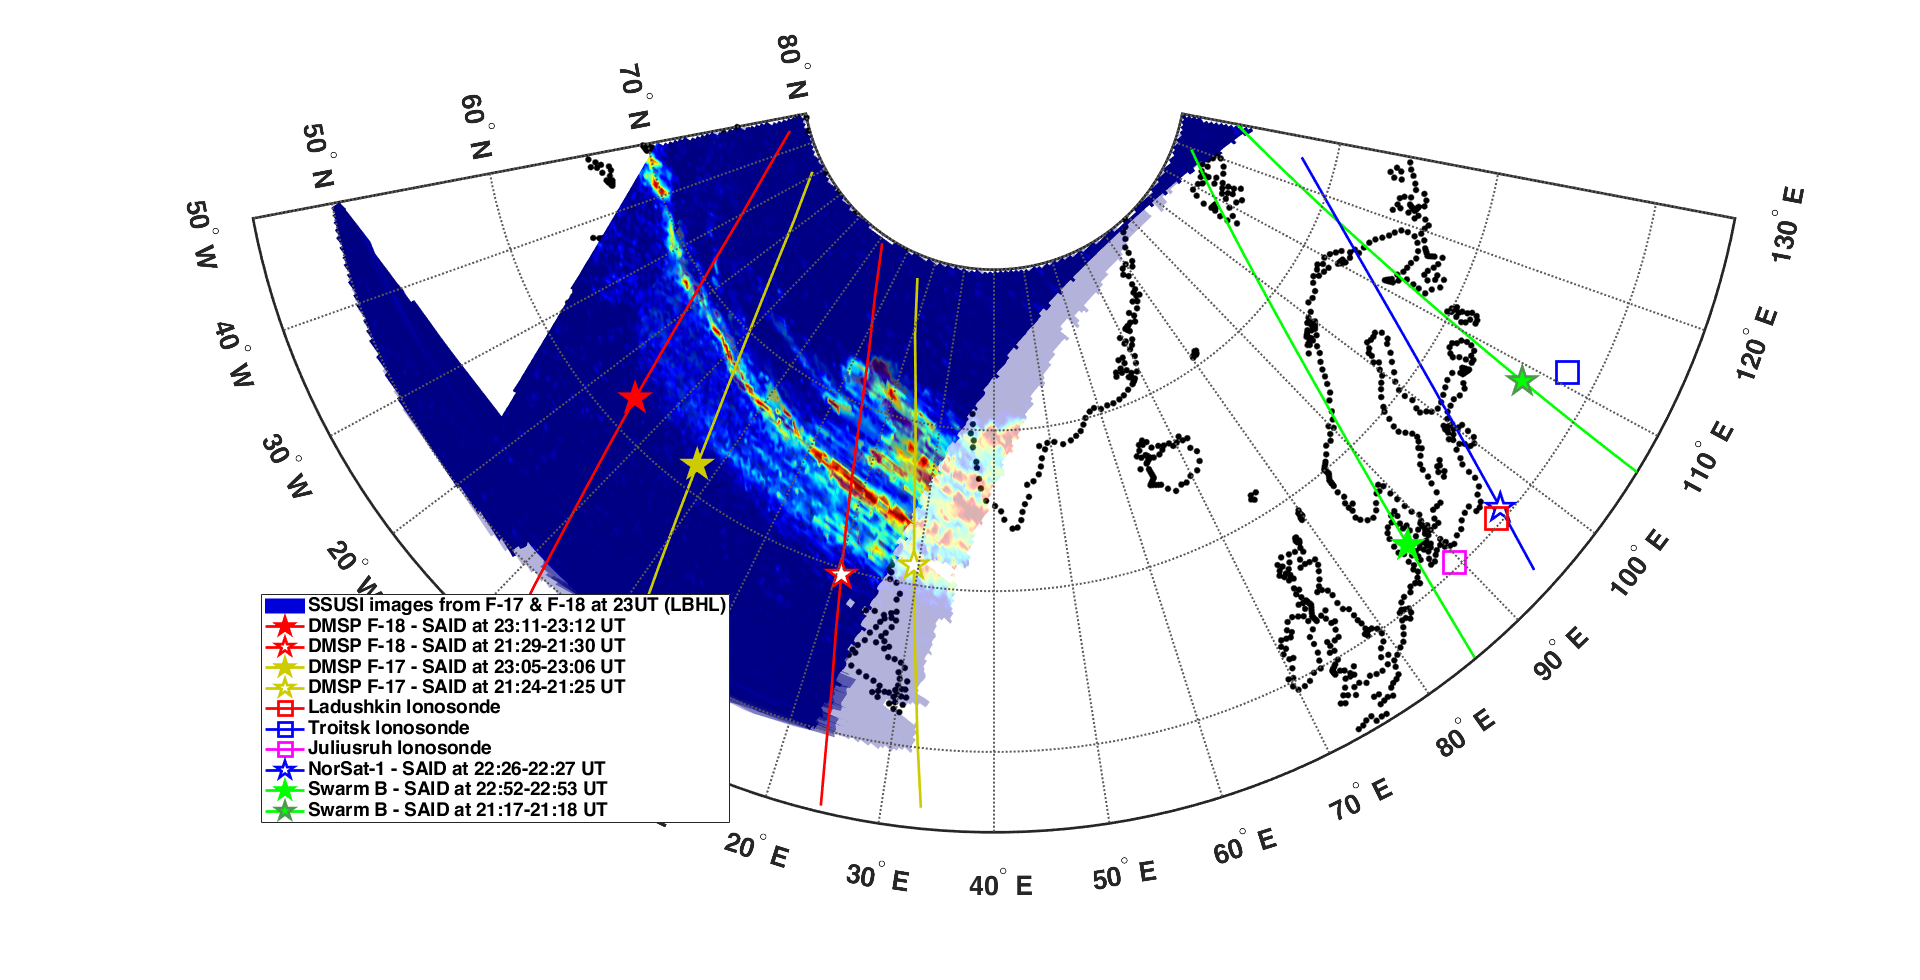 80° N
70° N
60° N
50° N
50° W
40° W
30° W
20° W
SSUSI images from F-17 & F-18 at 23UT (LBHL)
DMSP F-18 - SAID at 23:11-23:12 UT
DMSP F-18 - SAID at 21:29-21:30 UT
DMSP F-17 - SAID at 23:05-23:06 UT
DMSP F-17 - SAID at 21:24-21:25 UT
Ladushkin Ionosonde
Troitsk Ionosonde
Juliusruh Ionosonde
NorSat-1 - SAID at 22:26-22:27 UT
Swarm B - SAID at 22:52-22:53 UT
Swarm B - SAID at 21:17-21:18 UT
20° E
30° E
40° E
50° E
60° E
70° E
80° E
90° E
100° E
110° E
120° E
130° E